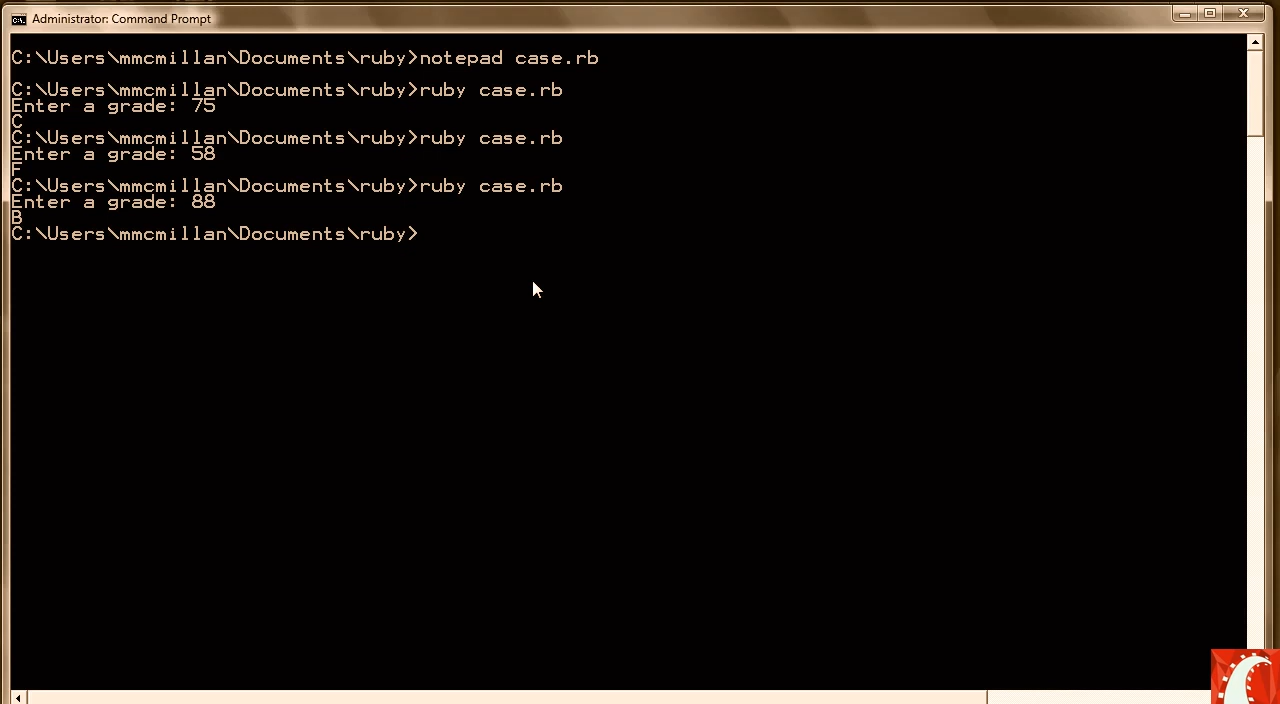 Administrator: Command Prompt
C:\Users\mmcmillan\Documents\ruby>notepad case.rb
C:\Users\mmcmillan\Documents\ruby>ruby case.rb
Enter a grade: 75
C
C:\Users\mmcmillan\Documents\ruby>ruby case.rb
Enter a grade: 58
F
C:\Users\mmcmillan\Documents\ruby>ruby case.rb
Enter a grade: 88
B
C:\Users\mmcmillan\Documents\ruby>